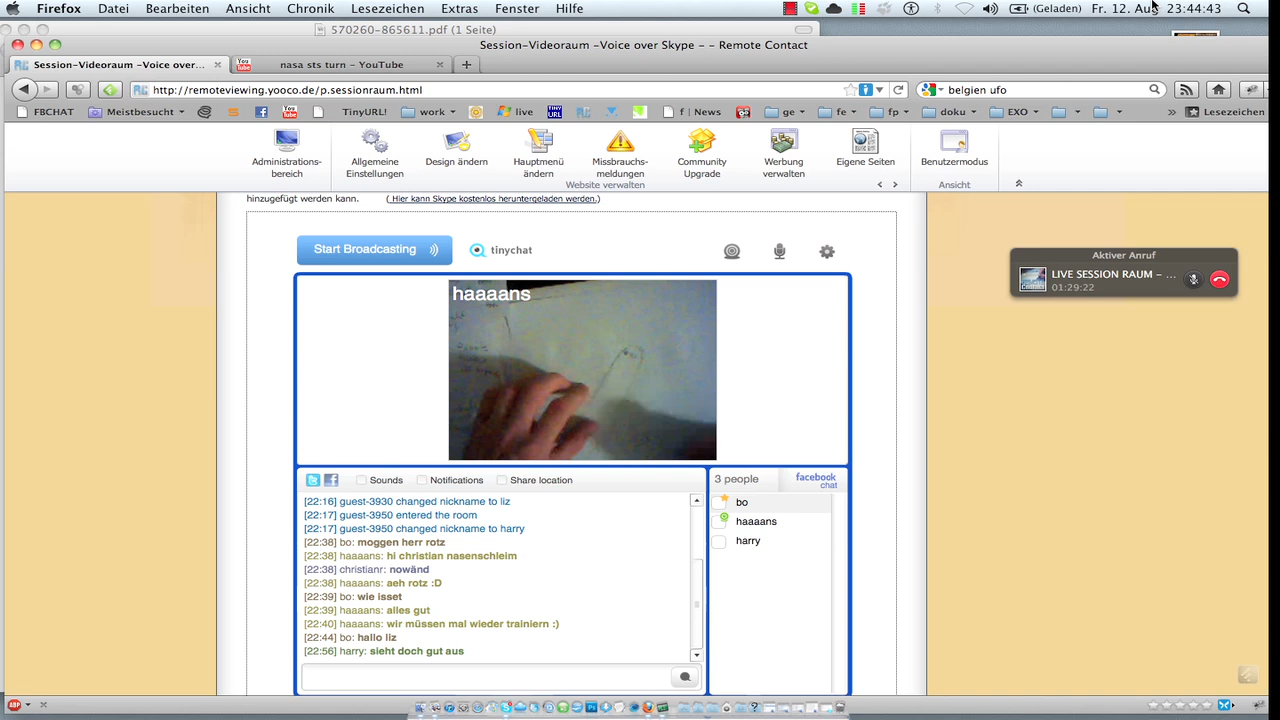 Firefox Datei Bearbeiten Ansicht Chronik Lesezeichen Extras Fenster Hilfe (Geladen) Fr. 12. Aug 23:44:43
570260-865611.pdf (1 Seite)
Session-Videoraum –Voice over Skype – – Remote Contact
Session-Videoraum –Voice over... nasa sts turn – YouTube
http://remoteviewing.yooco.de/p.sessionraum.html belgien ufo
FBCHAT Meistbesucht TinyURL! work live f | News ge fe fp doku EXO Lesezeichen
Administrations-
bereich
Allgemeine
Einstellungen
Design ändern
Hauptmenü
ändern
Missbrauchs-
meldungen
Community
Upgrade
Werbung
verwalten
Eigene Seiten
Benutzermodus
Website verwalten Ansicht
hinzugefügt werden kann. ( Hier kann Skype kostenlos heruntergeladen werden.)
Start Broadcasting tinychat
Aktiver Anruf
LIVE SESSION RAUM – ...
01:29:22
haaaans
Sounds Notifications Share location
[22:16] guest-3930 changed nickname to liz
[22:17] guest-3950 entered the room
[22:17] guest-3950 changed nickname to harry
[22:38] bo: moggen herr rotz
[22:38] haaaans: hi christian nasenschleim
[22:38] christianr: nowänd
[22:38] haaaans: aeh rotz :D
[22:39] bo: wie isset
[22:39] haaaans: alles gut
[22:40] haaaans: wir müssen mal wieder trainiern :)
[22:44] bo: hallo liz
[22:56] harry: sieht doch gut aus
3 people facebook
chat
bo
haaaans
harry
ABP